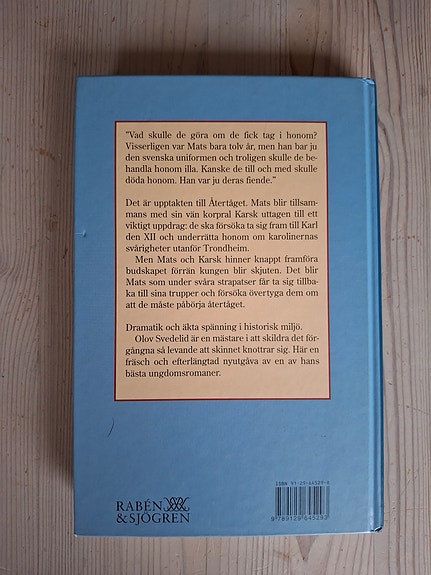 "Vad skulle de göra om de fick tag i honom?
Visserligen var Mats bara tolv år, men han bar ju
den svenska uniformen och troligen skulle de be-
handla honom illa. Kanske de till och med skulle
döda honom. Han var ju deras fiende."
Det är upptakten till Återtåget. Mats blir tillsam-
mans med sin vän korpral Karsk uttagen till ett
viktigt uppdrag: de ska försöka ta sig fram till Karl
den XII och underrätta honom om karolinernas
svårigheter utanför Trondheim.
Men Mats och Karsk hinner knappt framföra
budskapet förrän kungen blir skjuten. Det blir
Mats som under svåra strapatser får ta sig tillba-
ka till sina trupper och försöka övertyga dem om
att de måste påbörja återtåget.
Dramatik och äkta spänning i historisk miljö.
Olov Svedelid är en mästare i att skildra det för-
gångna så levande att skinnet knottrar sig. Här en
fräsch och efterlängtad nyutgåva av en av hans
bästa ungdomsromaner.
ISBN 91-29-64529-8
9 789129 645293
RABÉN
& SJÖGREN